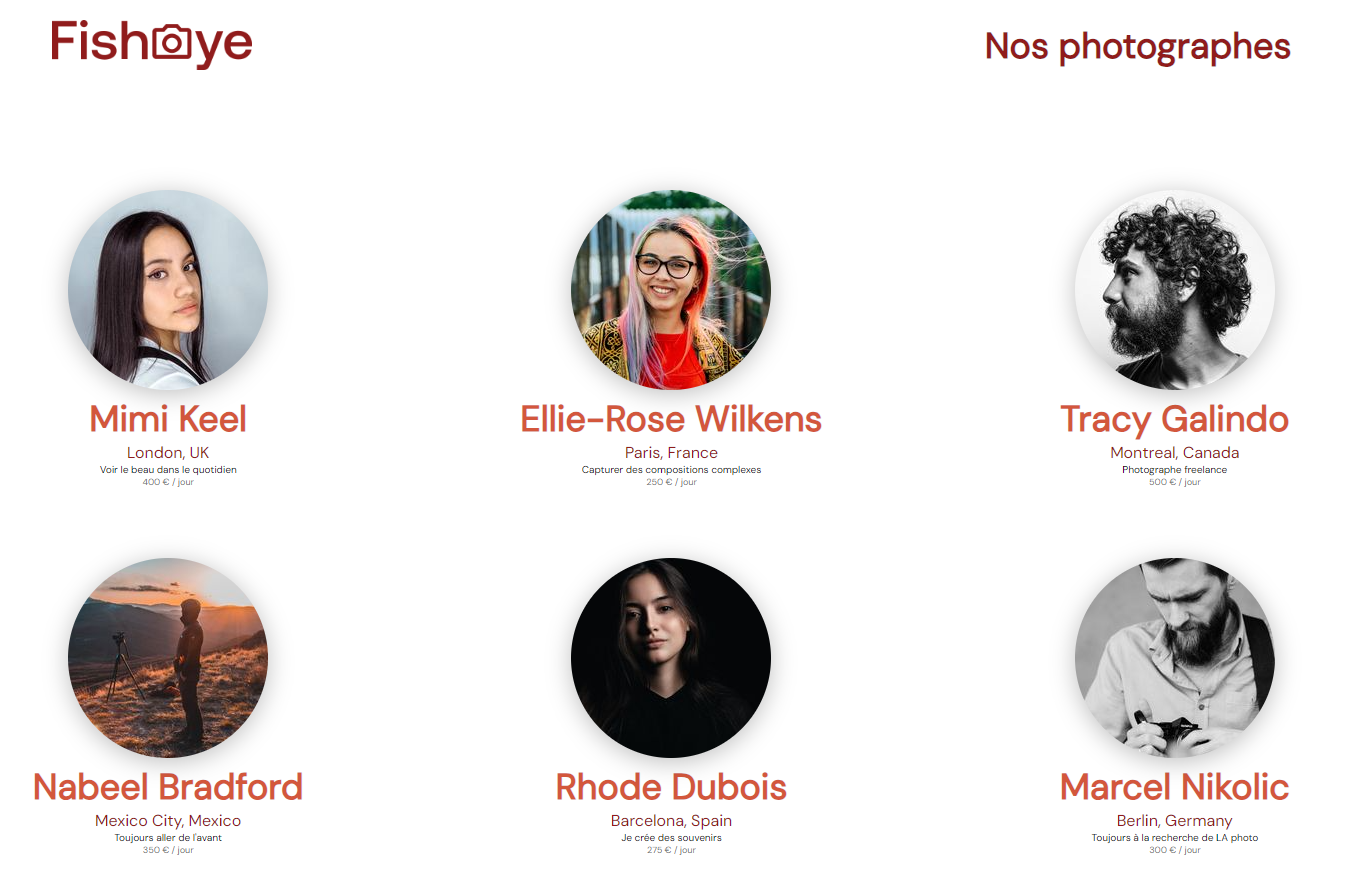 Fisheye
Nos photographes
Mimi Keel
London, UK
Voir le beau dans le quotidien
400 € / jour
Ellie-Rose Wilkens
Paris, France
Capturer des compositions complexes
250 € / jour
Tracy Galindo
Montreal, Canada
Photographe freelance
500 € / jour
Nabeel Bradford
Mexico City, Mexico
Toujours aller de l'avant
350 € / jour
Rhode Dubois
Barcelona, Spain
Je crée des souvenirs
275 € / jour
Marcel Nikolic
Berlin, Germany
Toujours à la recherche de LA photo
300 € / jour